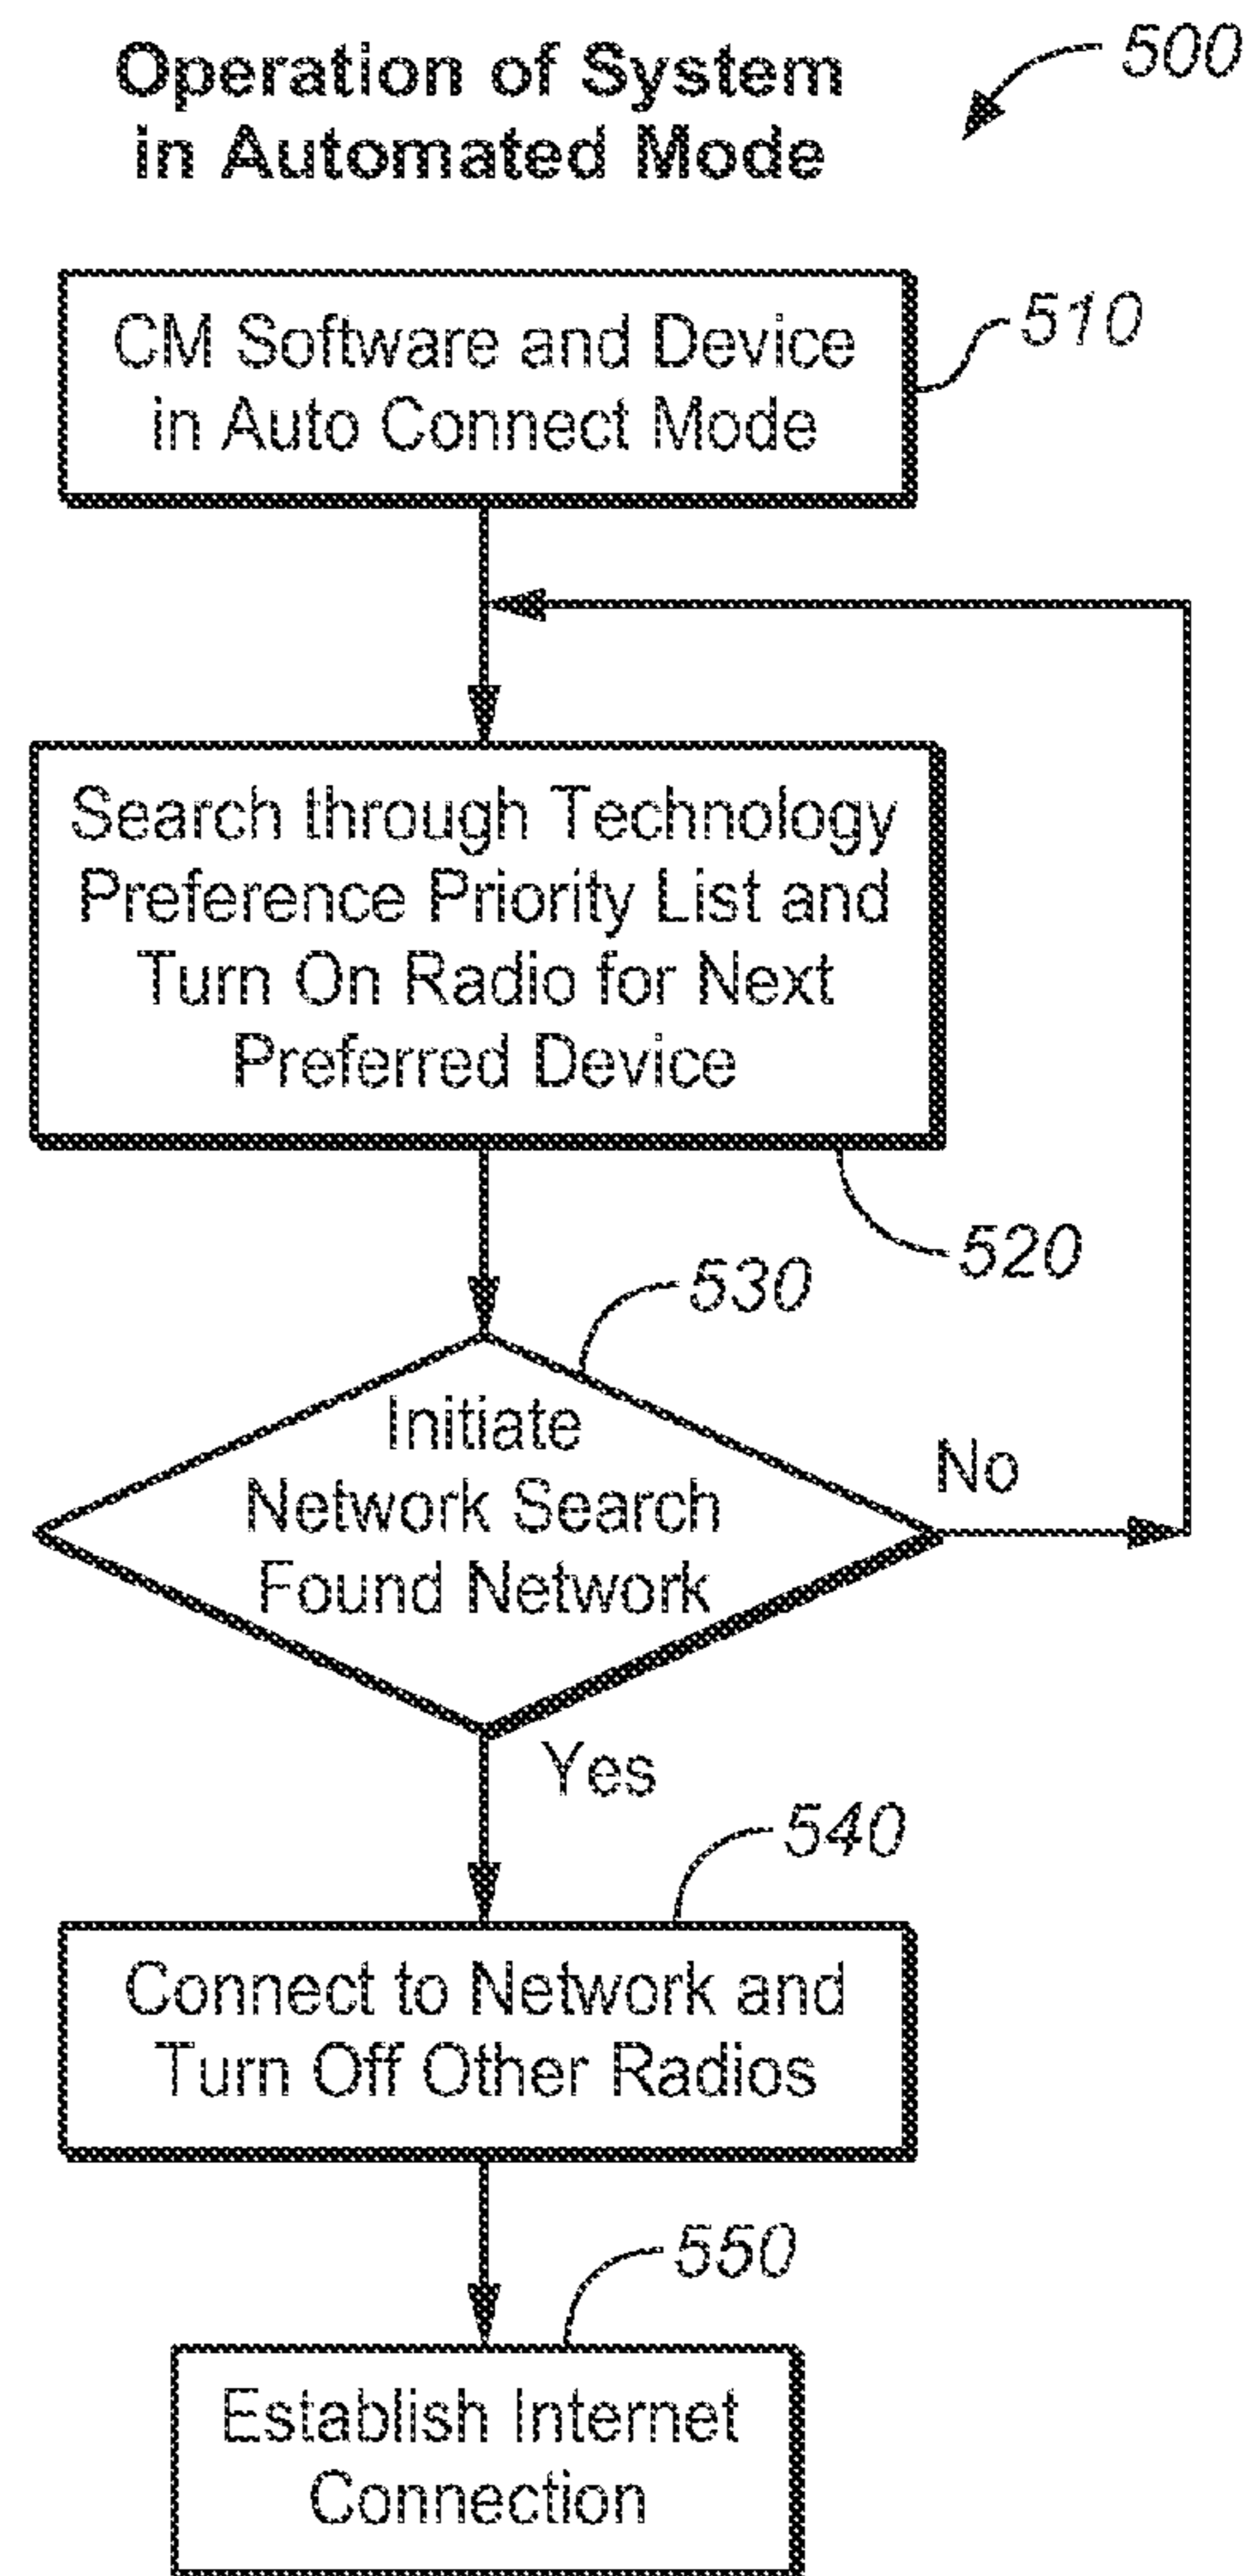 Operation of System
in Automated Mode
500
CM Software and Device
in Auto Connect Mode
510
Search through Technology
Preference Priority List and
Turn On Radio for Next
Preferred Device
520
530
Initiate
Network Search
Found Network
No
Yes
540
Connect to Network and
Turn Off Other Radios
550
Establish Internet
Connection